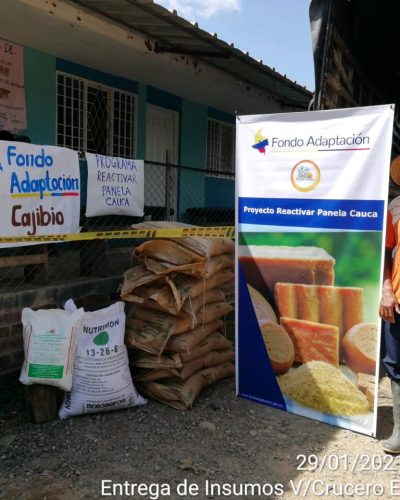 Fondo
Adaptación
Cajibio
PROGRAMA
REACTIVAR
PANELA
CAUCA
Fondo Adaptación
Proyecto Reactivar Panela Cauca
NUTRIMON
13-26-6
29/01/202
Entrega de Insumos V/Crucero E